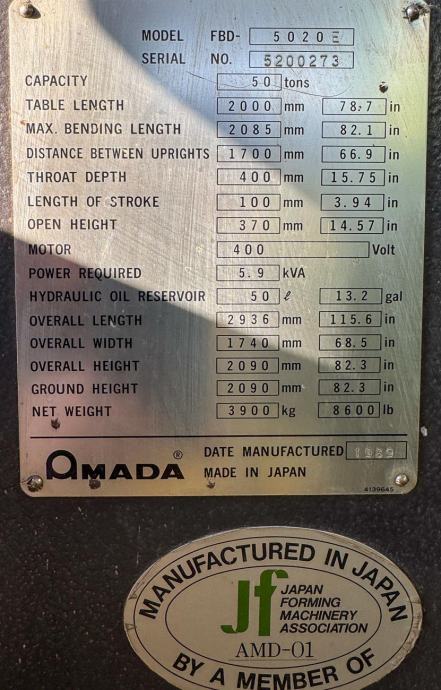 MODEL FBD- 5020E
SERIAL NO. 5200273
CAPACITY 50 tons
TABLE LENGTH 2000 mm 78.7 in
MAX. BENDING LENGTH 2085 mm 82.1 in
DISTANCE BETWEEN UPRIGHTS 1700 mm 66.9 in
THROAT DEPTH 400 mm 15.75 in
LENGTH OF STROKE 100 mm 3.94 in
OPEN HEIGHT 370 mm 14.57 in
MOTOR 400 Volt
POWER REQUIRED 5.9 kVA
HYDRAULIC OIL RESERVOIR 50 ℓ 13.2 gal
OVERALL LENGTH 2936 mm 115.6 in
OVERALL WIDTH 1740 mm 68.5 in
OVERALL HEIGHT 2090 mm 82.3 in
GROUND HEIGHT 2090 mm 82.3 in
NET WEIGHT 3900 kg 8600 lb
AMADA ® DATE MANUFACTURED 1989
MADE IN JAPAN
4139645
MANUFACTURED IN JAPAN
Jf JAPAN
FORMING
MACHINERY
ASSOCIATION
AMD-01
BY A MEMBER OF